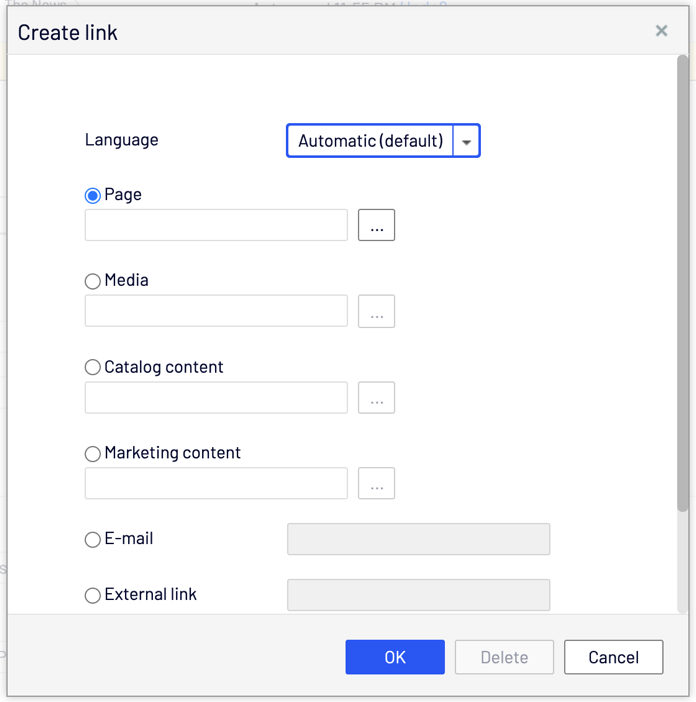 Create link
Language
Automatic (default)
Page
...
Media
...
Catalog content
...
Marketing content
...
E-mail
External link
OK
Delete
Cancel